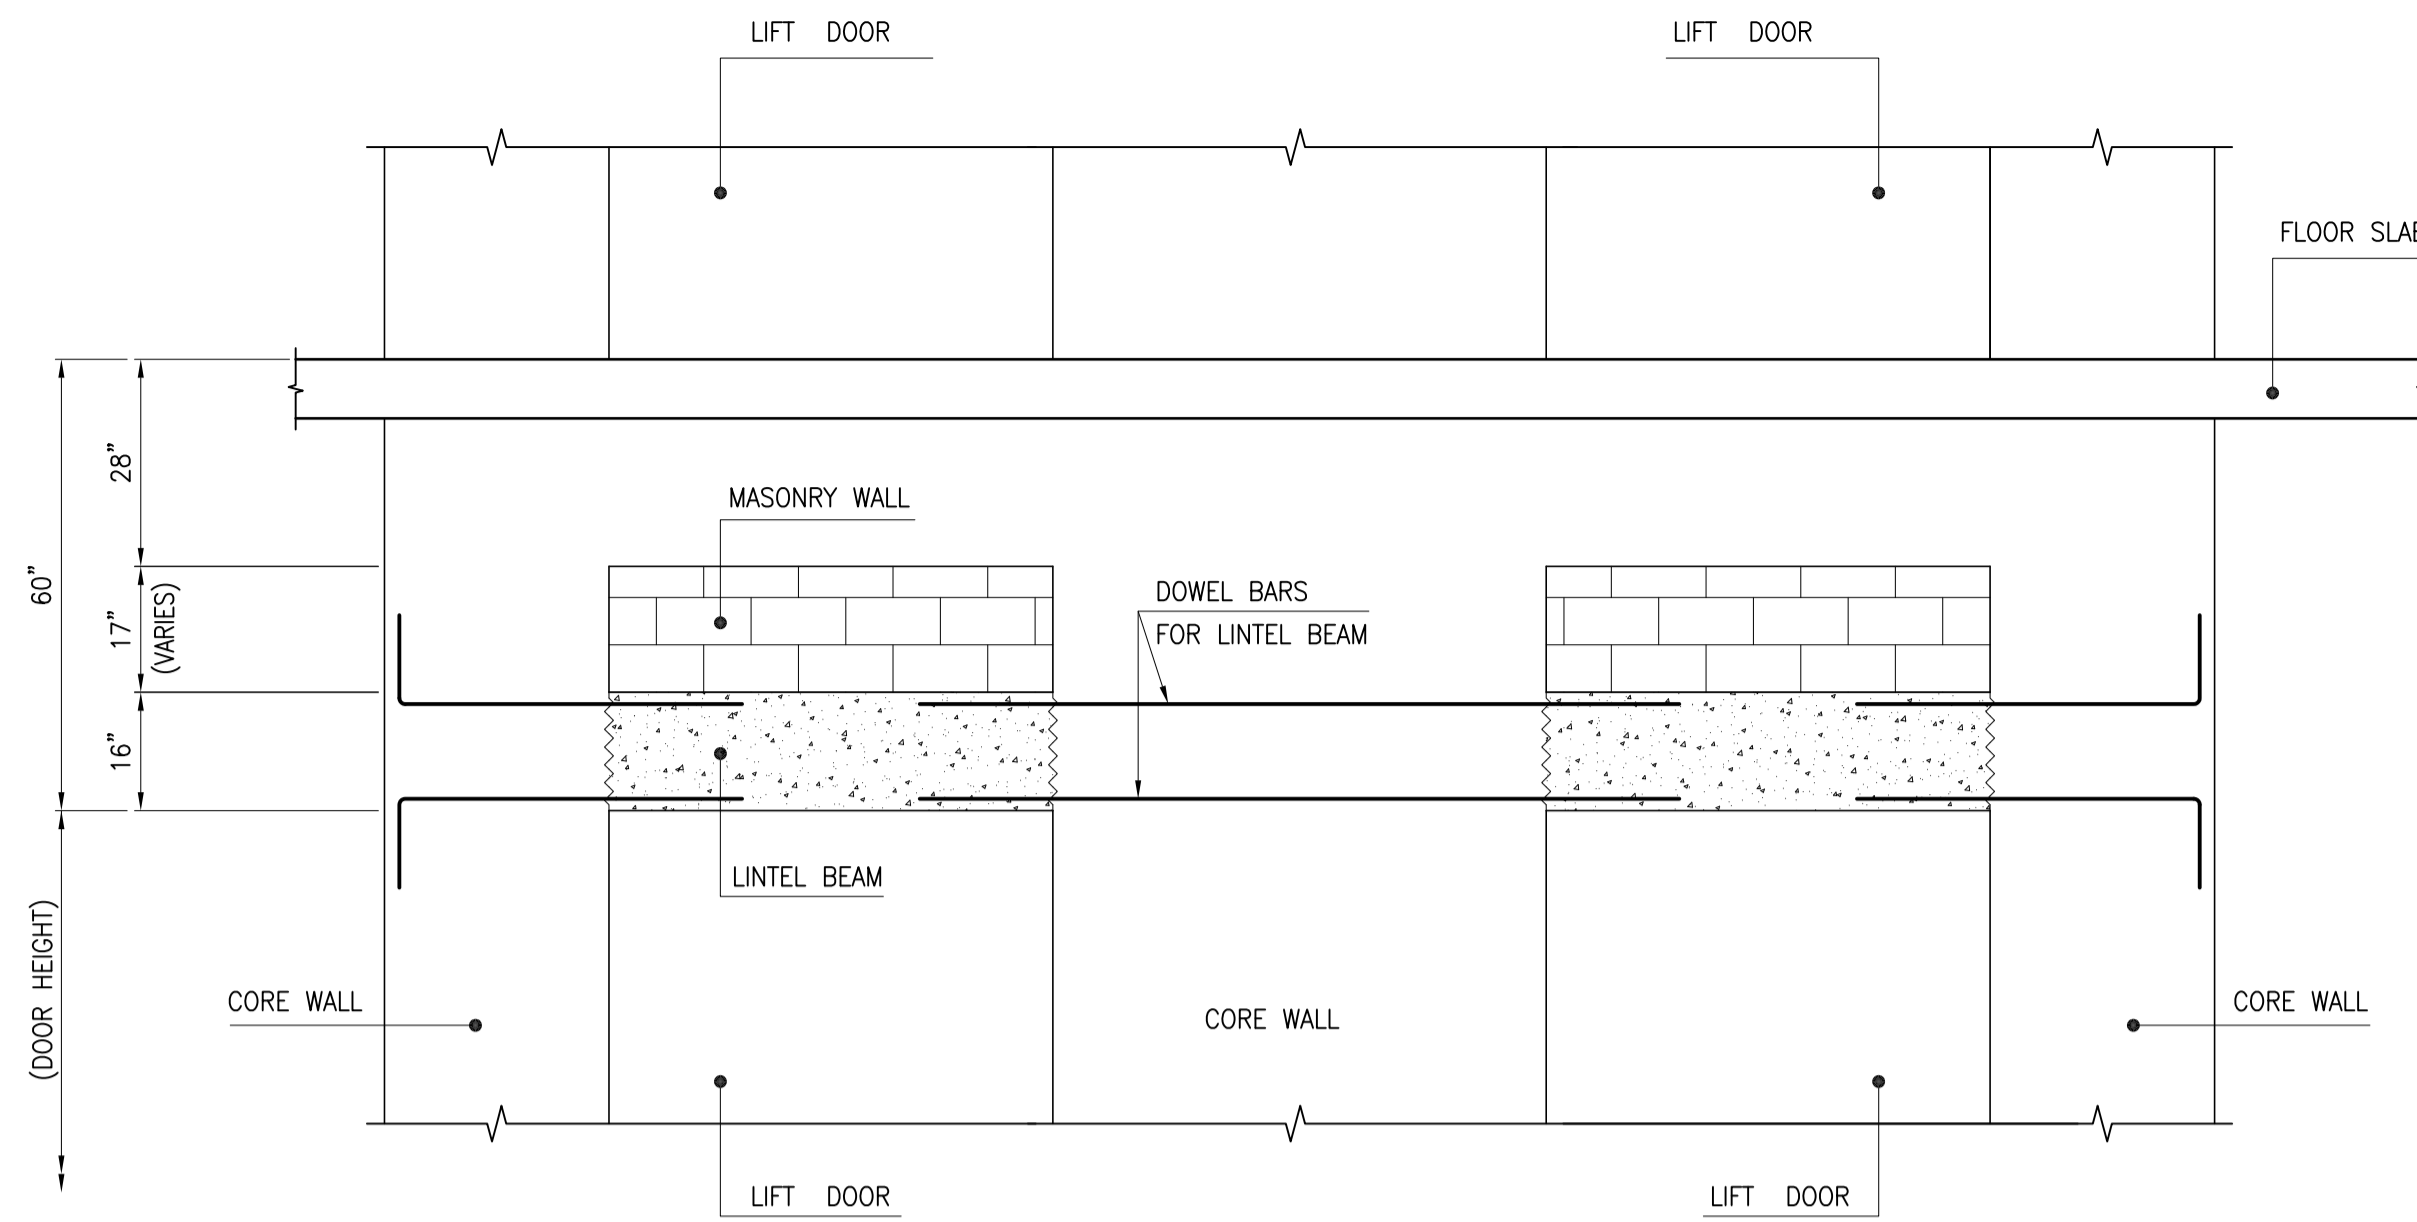 LIFT DOOR
LIFT DOOR
FLOOR SLAB
28"
MASONRY WALL
60"
17"
(VARIES)
DOWEL BARS
FOR LINTEL BEAM
16"
LINTEL BEAM
(DOOR HEIGHT)
CORE WALL
CORE WALL
CORE WALL
LIFT DOOR
LIFT DOOR